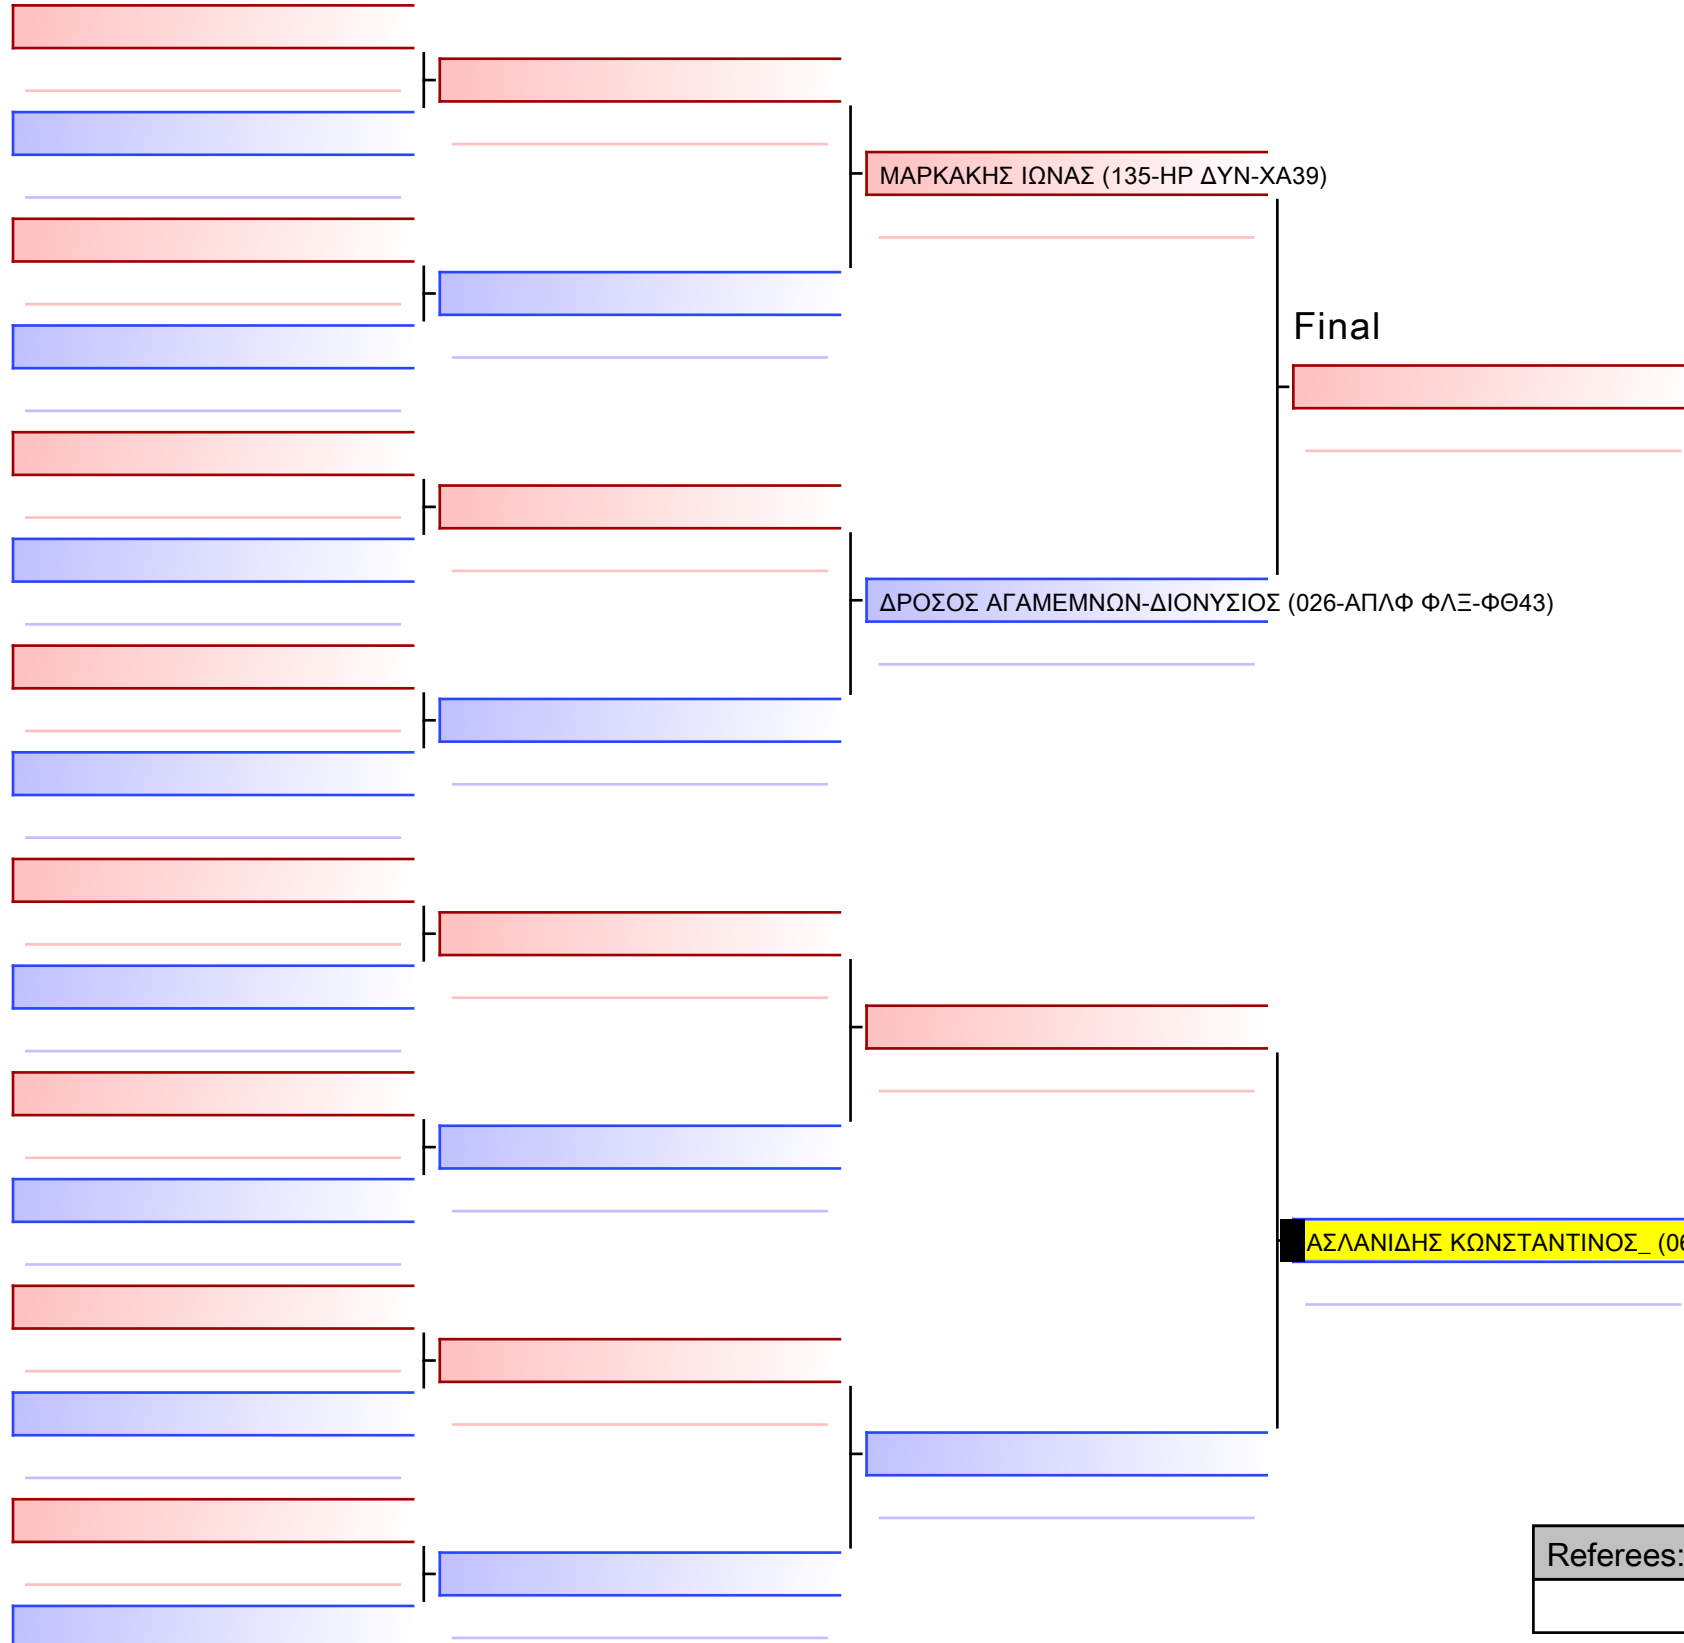 ΜΑΡΚΑΚΗΣ ΙΩΝΑΣ (135-ΗΡ ΔΥΝ-ΧΑ39)
Final
ΔΡΟΣΟΣ ΑΓΑΜΕΜΝΩΝ-ΔΙΟΝΥΣΙΟΣ (026-ΑΠΛΦ ΦΛΞ-ΦΘ43)
ΑΣΛΑΝΙΔΗΣ ΚΩΝΣΤΑΝΤΙΝΟΣ_
Referees: